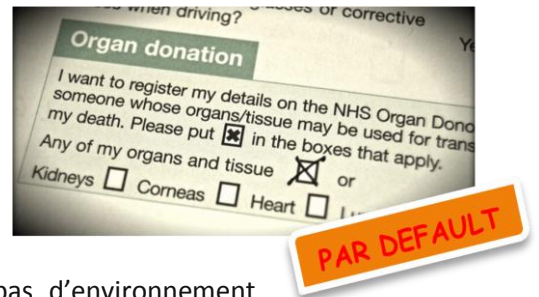 when driving? or corrective
Organ donation
I want to register my details on the NHS Organ Dono
someone whose organs/tissue may be used for trans
my death. Please put in the boxes that apply.
Any of my organs and tissue or
Kidneys Corneas Heart
PAR DEFAULT
pas d'environnement